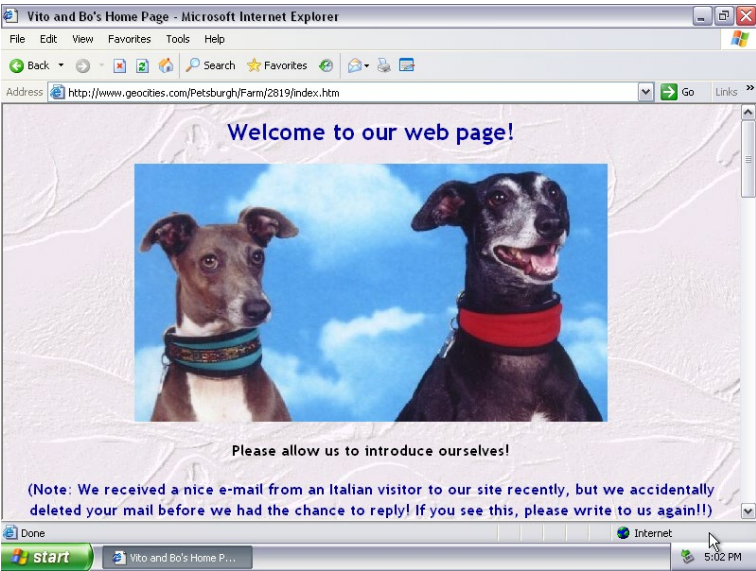 Vito and Bo's Home Page - Microsoft Internet Explorer
File Edit View Favorites Tools Help
Back Search Favorites
Address http://www.geocities.com/Petsburgh/Farm/2819/index.htm Go Links »
Welcome to our web page!
Please allow us to introduce ourselves!
(Note: We received a nice e-mail from an Italian visitor to our site recently, but we accidentally
deleted your mail before we had the chance to reply! If you see this, please write to us again!!)
Done Internet
start Vito and Bo's Home P... 5:02 PM